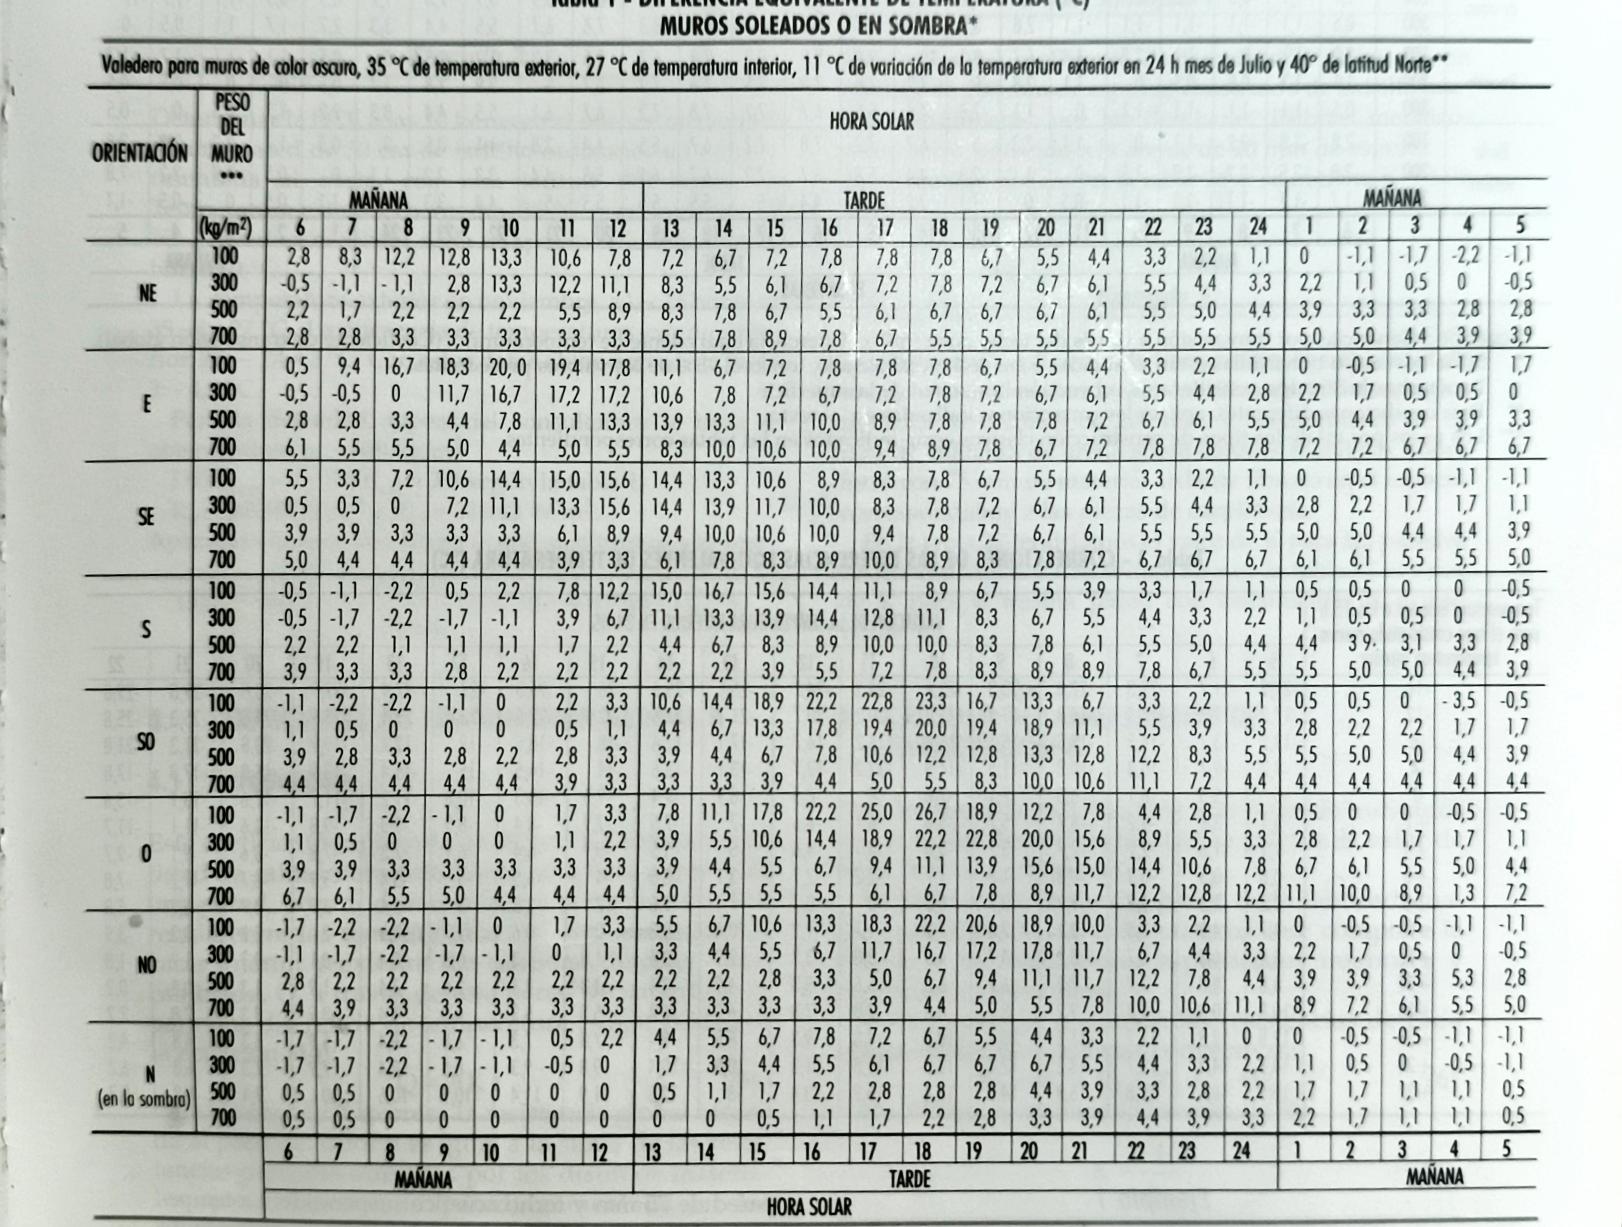 Tabla 1 - DIFERENCIA EQUIVALENTE DE TEMPERATURA (°C)
MUROS SOLEADOS O EN SOMBRA*
Valedero para muros de color oscuro, 35 °C de temperatura exterior, 27 °C de temperatura interior, 11 °C de variación de la temperatura exterior en 24 h mes de Julio y 40° de latitud Norte**
ORIENTACIÓN PESO DEL MURO *** (kg/m²) HORA SOLAR
MAÑANA TARDE MAÑANA
6 7 8 9 10 11 12 13 14 15 16 17 18 19 20 21 22 23 24 1 2 3 4 5
NE
100 2,8 8,3 12,2 12,8 13,3 10,6 7,8 7,2 6,7 7,2 7,8 7,8 7,8 6,7 5,5 4,4 3,3 2,2 1,1 0 -1,1 -1,7 -2,2 -1,1
300 -0,5 -1,1 -1,1 2,8 13,3 12,2 11,1 8,3 5,5 6,1 6,7 7,2 7,8 7,2 6,7 6,1 5,5 4,4 3,3 2,2 1,1 0,5 0 -0,5
500 2,2 1,7 2,2 2,2 2,2 5,5 8,9 8,3 7,8 6,7 5,5 6,1 6,7 6,7 6,7 6,1 5,5 5,0 4,4 3,9 3,3 3,3 2,8 2,8
700 2,8 2,8 3,3 3,3 3,3 3,3 3,3 5,5 7,8 8,9 7,8 6,7 5,5 5,5 5,5 5,5 5,5 5,5 5,5 5,0 5,0 4,4 3,9 3,9
E
100 0,5 9,4 16,7 18,3 20,0 19,4 17,8 11,1 6,7 7,2 7,8 7,8 7,8 6,7 5,5 4,4 3,3 2,2 1,1 0 -0,5 -1,1 -1,7 1,7
300 -0,5 -0,5 0 11,7 16,7 17,2 17,2 10,6 7,8 7,2 6,7 7,2 7,8 7,2 6,7 6,1 5,5 4,4 2,8 2,2 1,7 0,5 0,5 0
500 2,8 2,8 3,3 4,4 7,8 11,1 13,3 13,9 13,3 11,1 10,0 8,9 7,8 7,8 7,8 7,2 6,7 6,1 5,5 5,0 4,4 3,9 3,9 3,3
700 6,1 5,5 5,5 5,0 4,4 5,0 5,5 8,3 10,0 10,6 10,0 9,4 8,9 7,8 6,7 7,2 7,8 7,8 7,8 7,2 7,2 6,7 6,7 6,7
SE
100 5,5 3,3 7,2 10,6 14,4 15,0 15,6 14,4 13,3 10,6 8,9 8,3 7,8 6,7 5,5 4,4 3,3 2,2 1,1 0 -0,5 -0,5 -1,1 -1,1
300 0,5 0,5 0 7,2 11,1 13,3 15,6 14,4 13,9 11,7 10,0 8,3 7,8 7,2 6,7 6,1 5,5 4,4 3,3 2,8 2,2 1,7 1,7 1,1
500 3,9 3,9 3,3 3,3 3,3 6,1 8,9 9,4 10,0 10,6 10,0 9,4 7,8 7,2 6,7 6,1 5,5 5,5 5,5 5,0 5,0 4,4 4,4 3,9
700 5,0 4,4 4,4 4,4 4,4 3,9 3,3 6,1 7,8 8,3 8,9 10,0 8,9 8,3 7,8 7,2 6,7 6,7 6,7 6,1 6,1 5,5 5,5 5,0
S
100 -0,5 -1,1 -2,2 0,5 2,2 7,8 12,2 15,0 16,7 15,6 14,4 11,1 8,9 6,7 5,5 3,9 3,3 1,7 1,1 0,5 0,5 0 0 -0,5
300 -0,5 -1,7 -2,2 -1,7 -1,1 3,9 6,7 11,1 13,3 13,9 14,4 12,8 11,1 8,3 6,7 5,5 4,4 3,3 2,2 1,1 0,5 0,5 0 -0,5
500 2,2 2,2 1,1 1,1 1,1 1,7 2,2 4,4 6,7 8,3 8,9 10,0 10,0 8,3 7,8 6,1 5,5 5,0 4,4 4,4 3 9 3,1 3,3 2,8
700 3,9 3,3 3,3 2,8 2,2 2,2 2,2 2,2 2,2 3,9 5,5 7,2 7,8 8,3 8,9 8,9 7,8 6,7 5,5 5,5 5,0 5,0 4,4 3,9
SO
100 -1,1 -2,2 -2,2 -1,1 0 2,2 3,3 10,6 14,4 18,9 22,2 22,8 23,3 16,7 13,3 6,7 3,3 2,2 1,1 0,5 0,5 0 -3,5 -0,5
300 1,1 0,5 0 0 0 0,5 1,1 4,4 6,7 13,3 17,8 19,4 20,0 19,4 18,9 11,1 5,5 3,9 3,3 2,8 2,2 2,2 1,7 1,7
500 3,9 2,8 3,3 2,8 2,2 2,8 3,3 3,9 4,4 6,7 7,8 10,6 12,2 12,8 13,3 12,8 12,2 8,3 5,5 5,5 5,0 5,0 4,4 3,9
700 4,4 4,4 4,4 4,4 4,4 3,9 3,3 3,3 3,3 3,9 4,4 5,0 5,5 8,3 10,0 10,6 11,1 7,2 4,4 4,4 4,4 4,4 4,4 4,4
O
100 -1,1 -1,7 -2,2 -1,1 0 1,7 3,3 7,8 11,1 17,8 22,2 25,0 26,7 18,9 12,2 7,8 4,4 2,8 1,1 0,5 0 0 -0,5 -0,5
300 1,1 0,5 0 0 0 1,1 2,2 3,9 5,5 10,6 14,4 18,9 22,2 22,8 20,0 15,6 8,9 5,5 3,3 2,8 2,2 1,7 1,7 1,1
500 3,9 3,9 3,3 3,3 3,3 3,3 3,3 3,9 4,4 5,5 6,7 9,4 11,1 13,9 15,6 15,0 14,4 10,6 7,8 6,7 6,1 5,5 5,0 4,4
700 6,7 6,1 5,5 5,0 4,4 4,4 4,4 5,0 5,5 5,5 5,5 6,1 6,7 7,8 8,9 11,7 12,2 12,8 12,2 11,1 10,0 8,9 1,3 7,2
NO
100 -1,7 -2,2 -2,2 -1,1 0 1,7 3,3 5,5 6,7 10,6 13,3 18,3 22,2 20,6 18,9 10,0 3,3 2,2 1,1 0 -0,5 -0,5 -1,1 -1,1
300 -1,1 -1,7 -2,2 -1,7 -1,1 0 1,1 3,3 4,4 5,5 6,7 11,7 16,7 17,2 17,8 11,7 6,7 4,4 3,3 2,2 1,7 0,5 0 -0,5
500 2,8 2,2 2,2 2,2 2,2 2,2 2,2 2,2 2,2 2,8 3,3 5,0 6,7 9,4 11,1 11,7 12,2 7,8 4,4 3,9 3,9 3,3 5,3 2,8
700 4,4 3,9 3,3 3,3 3,3 3,3 3,3 3,3 3,3 3,3 3,3 3,9 4,4 5,0 5,5 7,8 10,0 10,6 11,1 8,9 7,2 6,1 5,5 5,0
N
(en la sombra)
100 -1,7 -1,7 -2,2 -1,7 -1,1 0,5 2,2 4,4 5,5 6,7 7,8 7,2 6,7 5,5 4,4 3,3 2,2 1,1 0 0 -0,5 -0,5 -1,1 -1,1
300 -1,7 -1,7 -2,2 -1,7 -1,1 -0,5 0 1,7 3,3 4,4 5,5 6,1 6,7 6,7 6,7 5,5 4,4 3,3 2,2 1,1 0,5 0 -0,5 -1,1
500 0,5 0,5 0 0 0 0 0 0,5 1,1 1,7 2,2 2,8 2,8 2,8 4,4 3,9 3,3 2,8 2,2 1,7 1,7 1,1 1,1 0,5
700 0,5 0,5 0 0 0 0 0 0 0 0,5 1,1 1,7 2,2 2,8 3,3 3,9 4,4 3,9 3,3 2,2 1,7 1,1 1,1 0,5
6 7 8 9 10 11 12 13 14 15 16 17 18 19 20 21 22 23 24 1 2 3 4 5
MAÑANA TARDE MAÑANA
HORA SOLAR